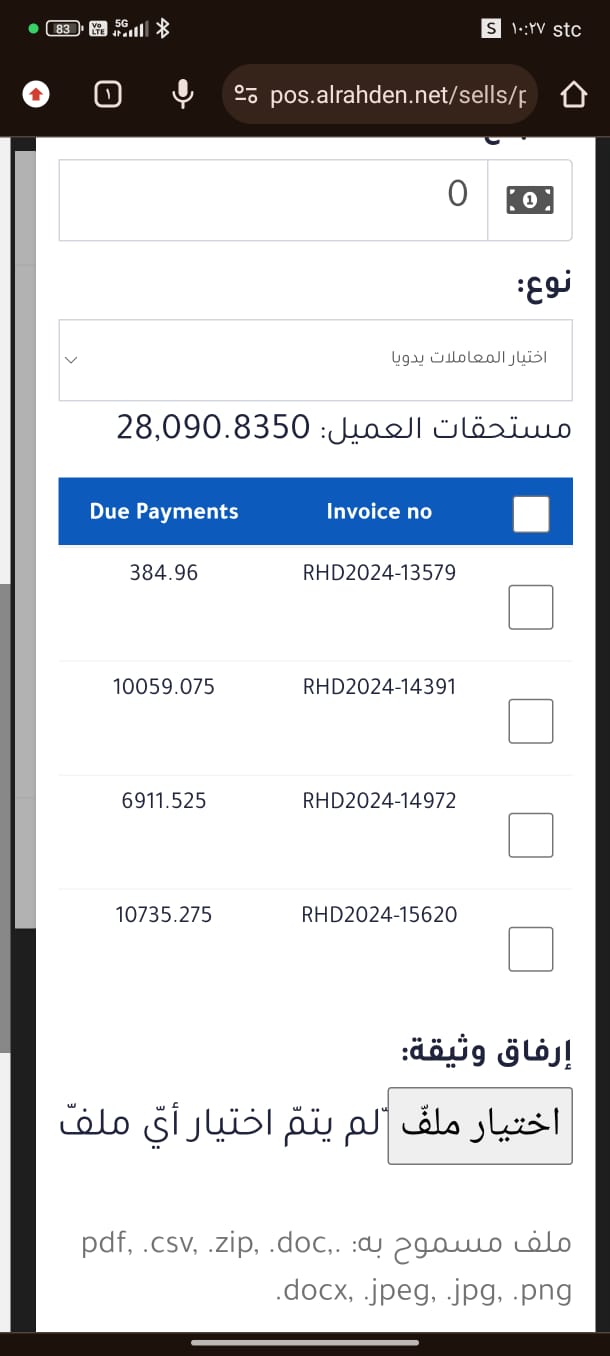 83 Vo LTE 5G S ١٠:٢٧ stc
١ pos.alrahden.net/sells/p
0 1
نوع:
اختيار المعاملات يدويا
مستحقات العميل: 28,090.8350
Due Payments Invoice no
384.96 RHD2024-13579
10059.075 RHD2024-14391
6911.525 RHD2024-14972
10735.275 RHD2024-15620
إرفاق وثيقة:
اختيار ملفّ لم يتمّ اختيار أيّ ملفّ
ملف مسموح به: .pdf, .csv, .zip, .doc,
.docx, .jpeg, .jpg, .png